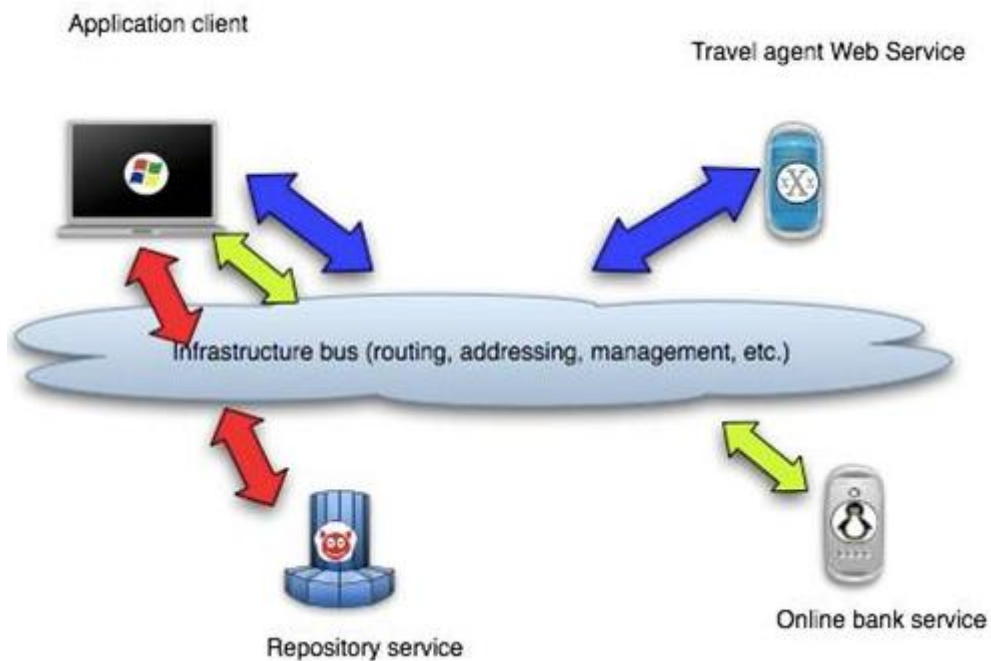 Application client
Travel agent Web Service
X
Infrastructure bus (routing, addressing, management, etc.)
Repository service
Online bank service